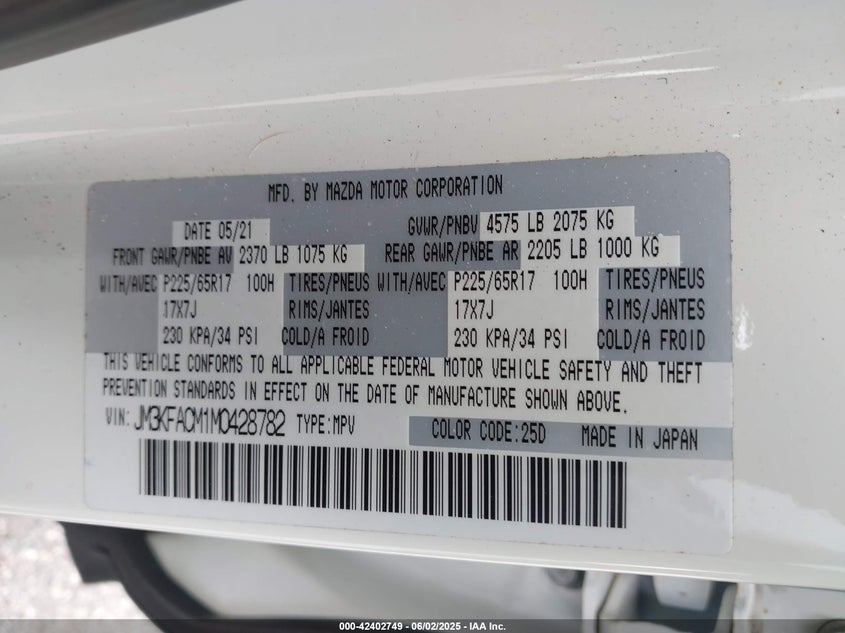 MFD. BY MAZDA MOTOR CORPORATION
DATE 05/21 GVWR/PNBV 4575 LB 2075 KG
FRONT GAWR/PNBE AV 2370 LB 1075 KG REAR GAWR/PNBE AR 2205 LB 1000 KG
WITH/AVEC P225/65R17 100H TIRES/PNEUS WITH/AVEC P225/65R17 100H TIRES/PNEUS
17X7J RIMS/JANTES 17X7J RIMS/JANTES
230 KPA/34 PSI COLD/A FROID 230 KPA/34 PSI COLD/A FROID
THIS VEHICLE CONFORMS TO ALL APPLICABLE FEDERAL MOTOR VEHICLE SAFETY AND THEFT
PREVENTION STANDARDS IN EFFECT ON THE DATE OF MANUFACTURE SHOWN ABOVE.
VIN: JM3KFACM1M0428782 TYPE:MPV COLOR CODE:25D MADE IN JAPAN
000-42402749 - 06/02/2025 - IAA Inc.